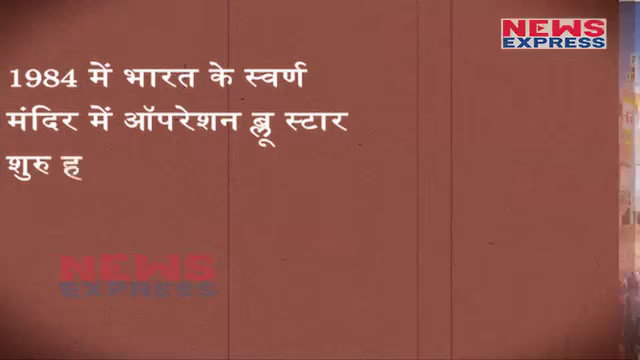 NEWS
EXPRESS
1984 में भारत के स्वर्ण
मंदिर में ऑपरेशन ब्लू स्टार
शुरु ह
NEWS
EXPRESS